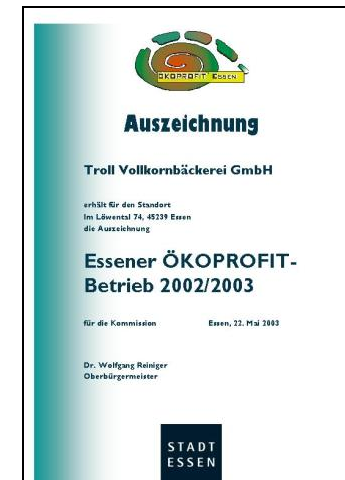 ÖKOPROFIT ESSEN
Auszeichnung
Troll Vollkornbäckerei GmbH
erhält für den Standort
Im Löwental 74, 45239 Essen
die Auszeichnung
Essener ÖKOPROFIT-
Betrieb 2002/2003
für die Kommission Essen, 22. Mai 2003
Dr. Wolfgang Reiniger
Oberbürgermeister
STADT
ESSEN